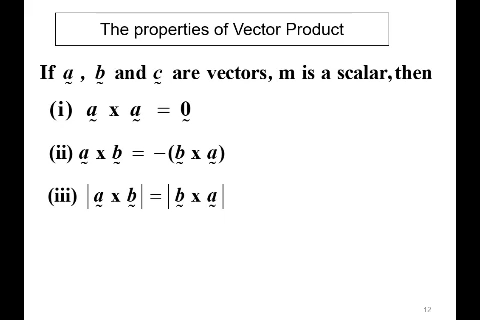 The properties of Vector Product
If a̰ , b̰ and c̰ are vectors, m is a scalar, then
(i) a̰ x a̰ = 0̰
(ii) a̰ x b̰ = −(b̰ x a̰)
(iii) |a̰ x b̰| = |b̰ x a̰|
12